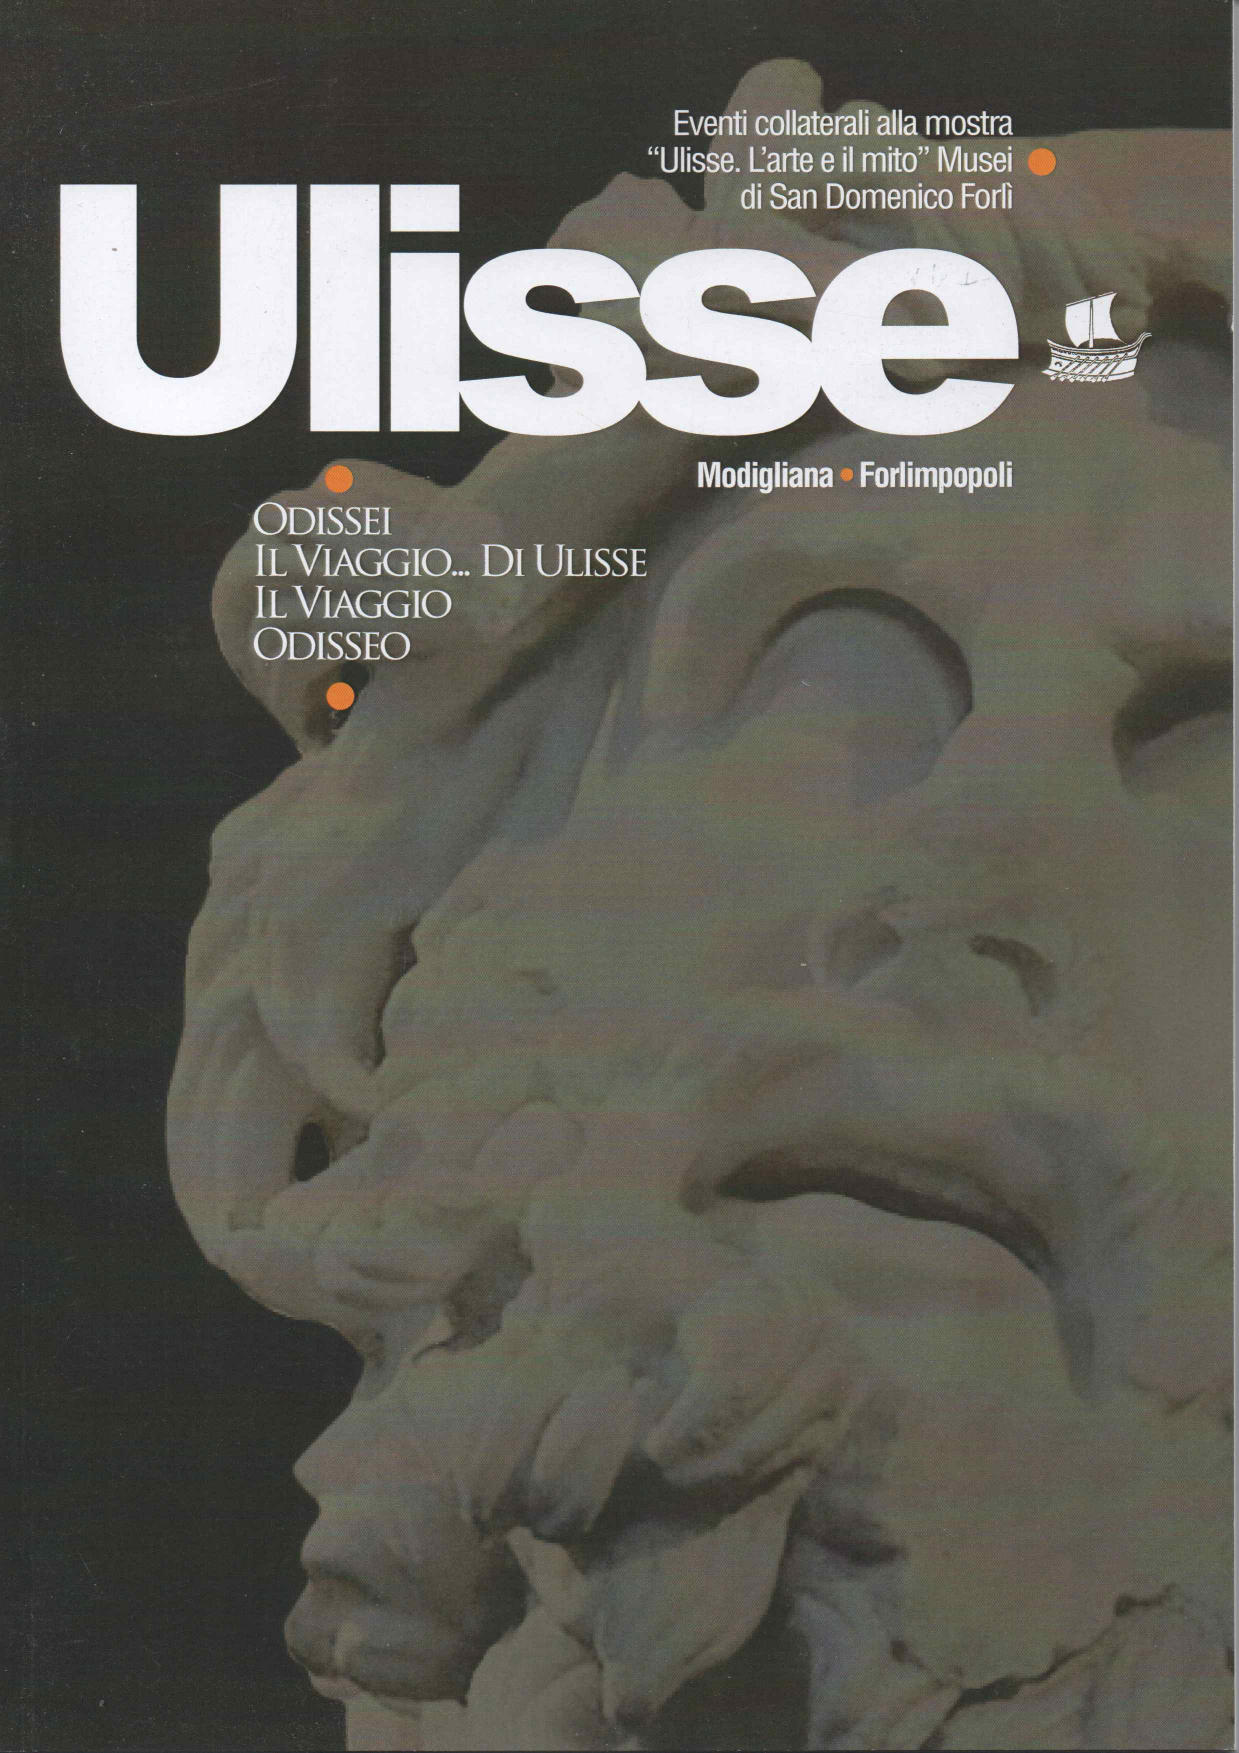 Eventi collaterali alla mostra
“Ulisse. L’arte e il mito” Musei
di San Domenico Forlì
Ulisse
Modigliana • Forlimpopoli
ODISSEI
IL VIAGGIO... DI ULISSE
IL VIAGGIO
ODISSEO